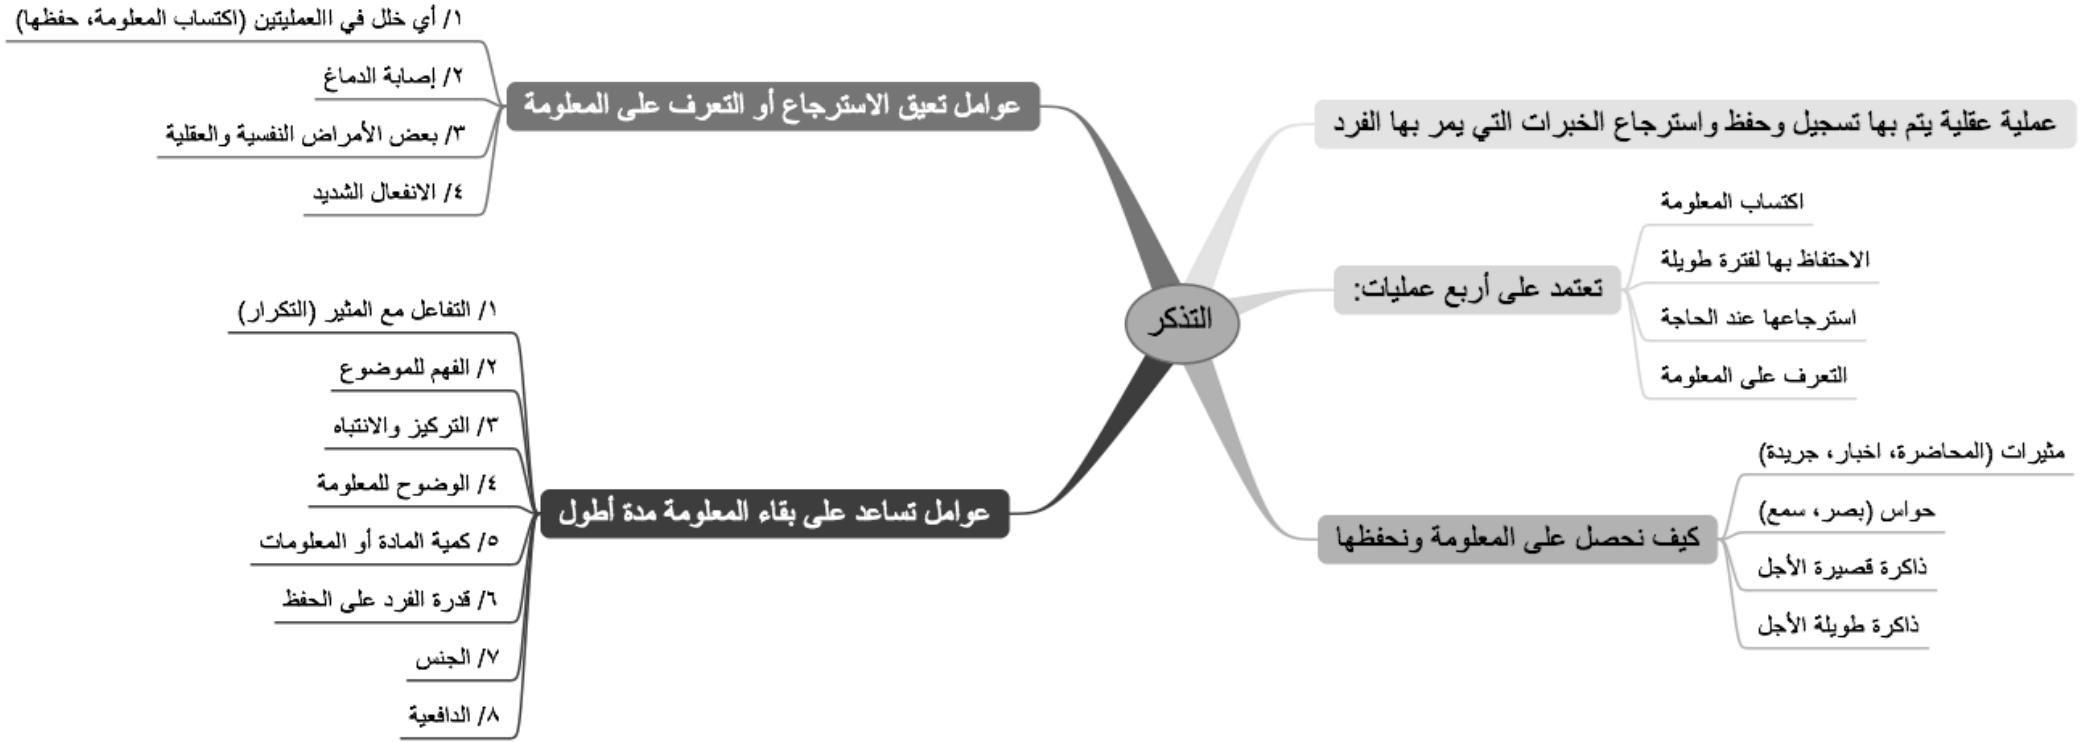 التذكر
عملية عقلية يتم بها تسجيل وحفظ واسترجاع الخبرات التي يمر بها الفرد
تعتمد على أربع عمليات:
اكتساب المعلومة
الاحتفاظ بها لفترة طويلة
استرجاعها عند الحاجة
التعرف على المعلومة
كيف نحصل على المعلومة ونحفظها
مثيرات (المحاضرة، اخبار، جريدة)
حواس (بصر، سمع)
ذاكرة قصيرة الأجل
ذاكرة طويلة الأجل
عوامل تعيق الاسترجاع أو التعرف على المعلومة
١/ أي خلل في االعمليتين (اكتساب المعلومة، حفظها)
٢/ إصابة الدماغ
٣/ بعض الأمراض النفسية والعقلية
٤/ الانفعال الشديد
عوامل تساعد على بقاء المعلومة مدة أطول
١/ التفاعل مع المثير (التكرار)
٢/ الفهم للموضوع
٣/ التركيز والانتباه
٤/ الوضوح للمعلومة
٥/ كمية المادة أو المعلومات
٦/ قدرة الفرد على الحفظ
٧/ الجنس
٨/ الدافعية